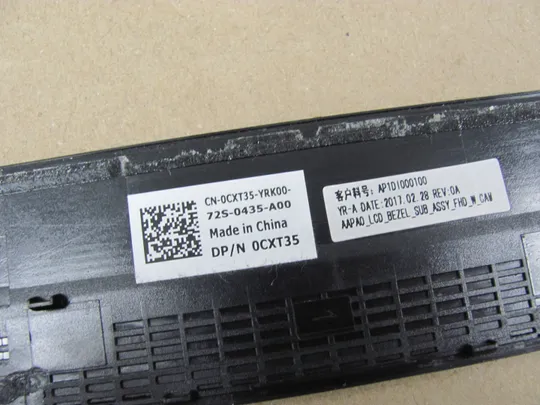 CN-0CXT35-YRK00-
72S-0435-A00
Made in China
DP/N 0CXT35
客户料号: AP1DI000100
YR-A DATE:2017.02.28 REV:0A
AAPA0_LCD_BEZEL_SUB_ASSY_FHD_W_CAM